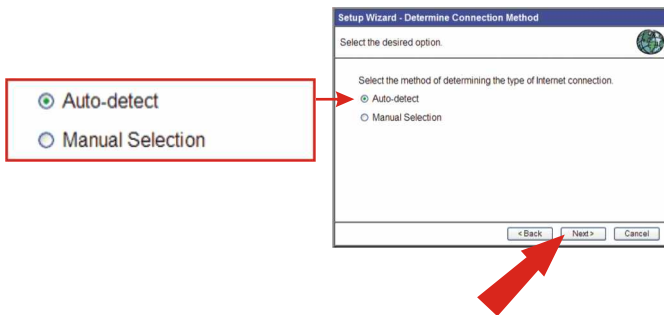 Auto-detect
Manual Selection
Setup Wizard - Determine Connection Method
Select the desired option.
Select the method of determining the type of Internet connection.
Auto-detect
Manual Selection
< Back
Next >
Cancel